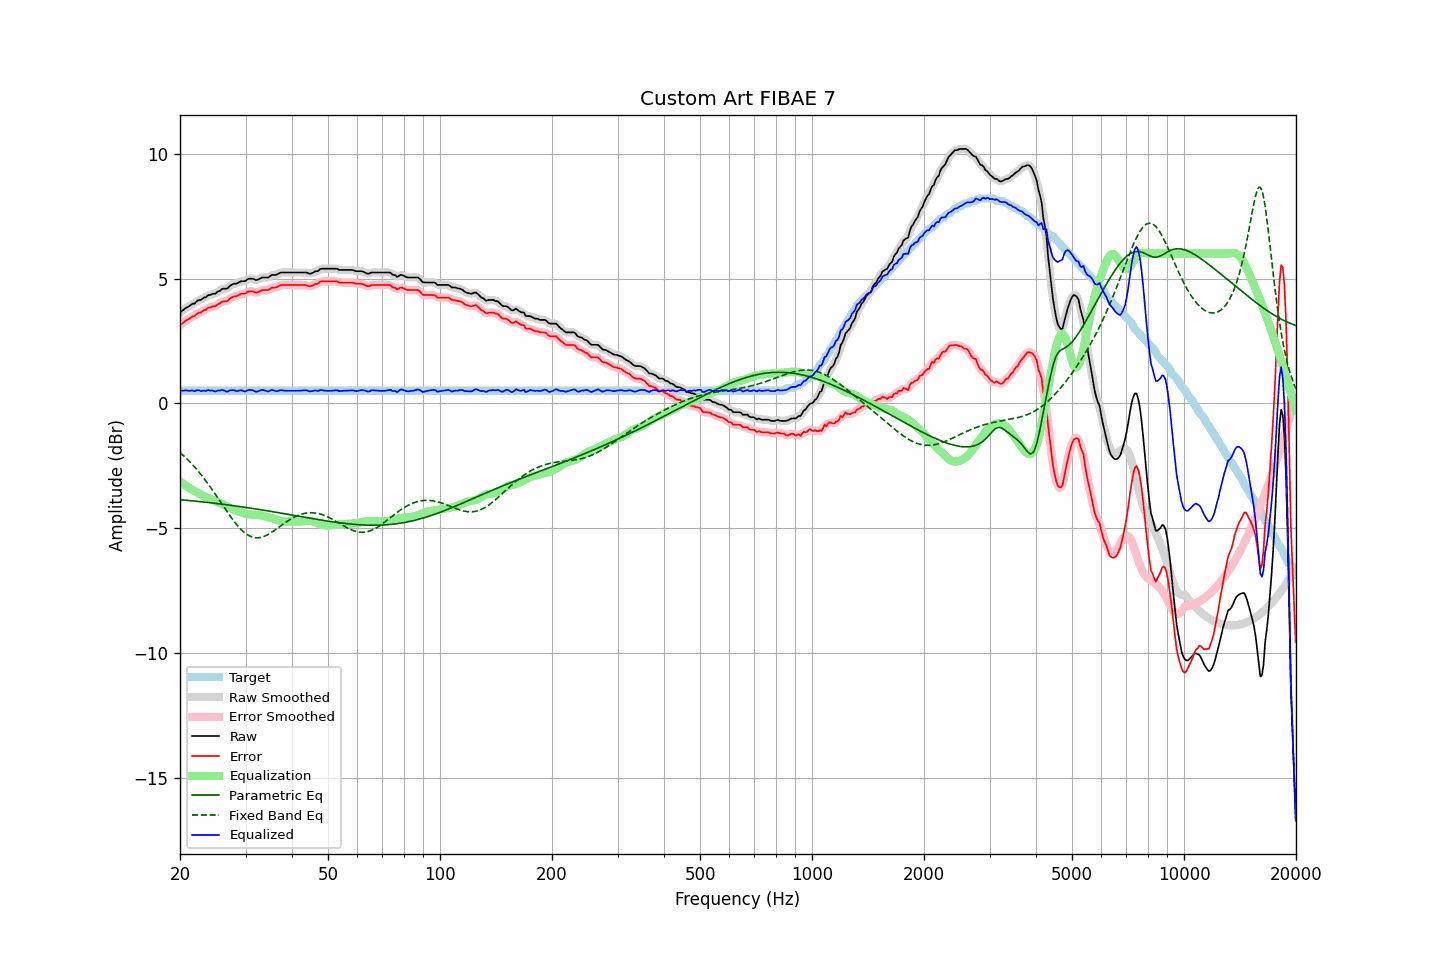 Custom Art FIBAE 7
Amplitude (dBr)
10
5
0
−5
−10
−15
Target
Raw Smoothed
Error Smoothed
Raw
Error
Equalization
Parametric Eq
Fixed Band Eq
Equalized
20 50 100 200 500 1000 2000 5000 10000 20000
Frequency (Hz)